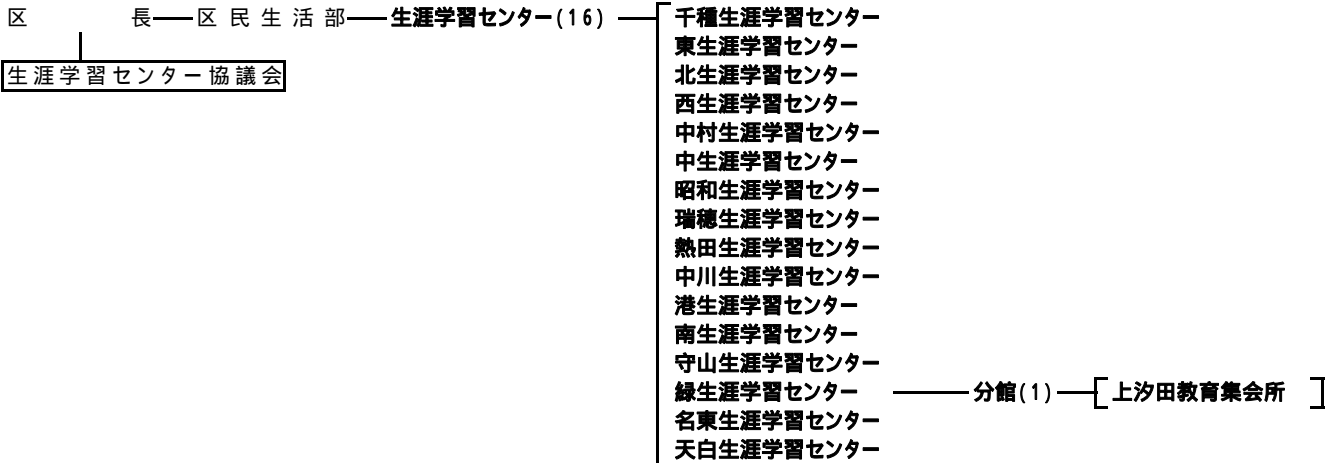 区長 区民生活部 生涯学習センター(16) 千種生涯学習センター
東生涯学習センター
生涯学習センター協議会 北生涯学習センター
西生涯学習センター
中村生涯学習センター
中生涯学習センター
昭和生涯学習センター
瑞穂生涯学習センター
熱田生涯学習センター
中川生涯学習センター
港生涯学習センター
南生涯学習センター
守山生涯学習センター
緑生涯学習センター 分館(1) 上汐田教育集会所
名東生涯学習センター
天白生涯学習センター